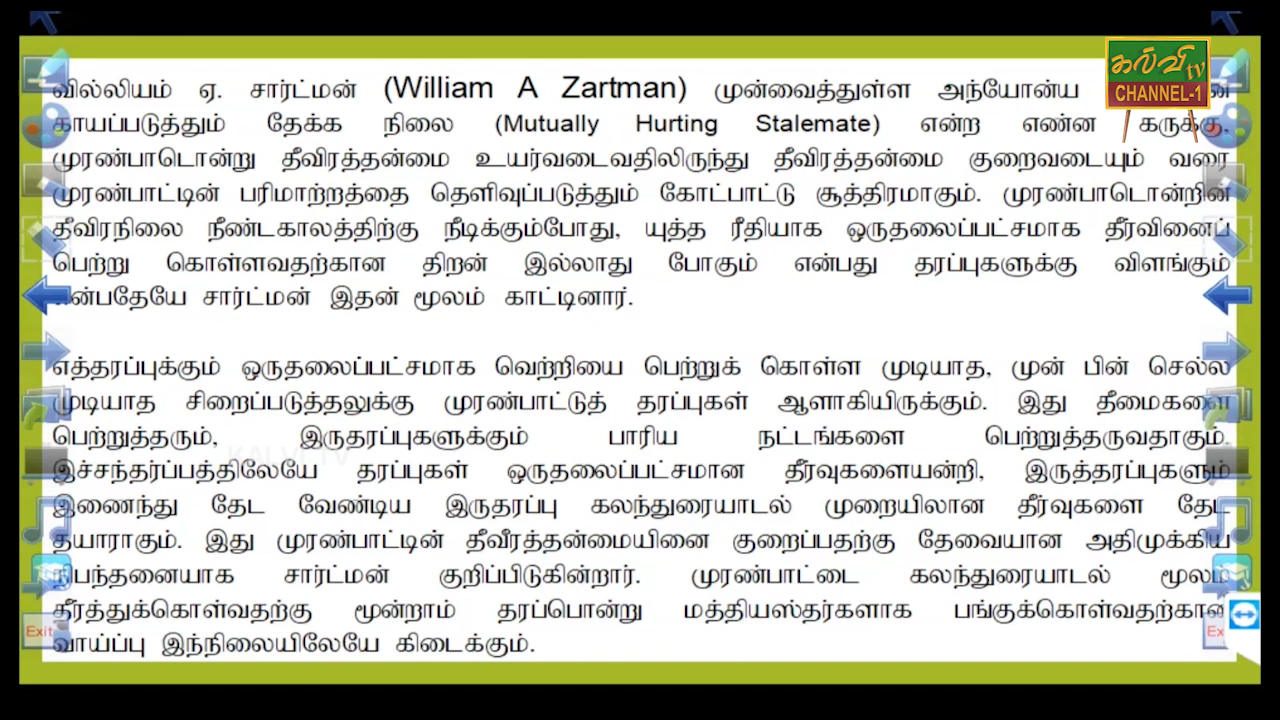 கல்வி tv
CHANNEL-1
வில்லியம் ஏ. சார்ட்மன் (William A Zartman) முன்வைத்துள்ள அந்யோன்ய
காயப்படுத்தும் தேக்க நிலை (Mutually Hurting Stalemate) என்ற எண்ன கருக்கு,
முரண்பாடொன்று தீவிரத்தன்மை உயர்வடைவதிலிருந்து தீவிரத்தன்மை குறைவடையும் வரை
முரண்பாட்டின் பரிமாற்றத்தை தெளிவுப்படுத்தும் கோட்பாட்டு சூத்திரமாகும். முரண்பாடொன்றின்
தீவிரநிலை நீண்டகாலத்திற்கு நீடிக்கும்போது, யுத்த ரீதியாக ஒருதலைப்பட்சமாக தீர்வினைப்
பெற்று கொள்ளவதற்கான திறன் இல்லாது போகும் என்பது தரப்புகளுக்கு விளங்கும்
என்பதேயே சார்ட்மன் இதன் மூலம் காட்டினார்.
எத்தரப்புக்கும் ஒருதலைப்பட்சமாக வெற்றியை பெற்றுக் கொள்ள முடியாத, முன் பின் செல்ல
முடியாத சிறைப்படுத்தலுக்கு முரண்பாட்டுத் தரப்புகள் ஆளாகியிருக்கும். இது தீமைகளை
பெற்றுத்தரும், இருதரப்புகளுக்கும் பாரிய நட்டங்களை பெற்றுத்தருவதாகும்.
இச்சந்தர்ப்பத்திலேயே தரப்புகள் ஒருதலைப்பட்சமான தீர்வுகளையன்றி, இருத்தரப்புகளும்
இணைந்து தேட வேண்டிய இருதரப்பு கலந்துரையாடல் முறையிலான தீர்வுகளை தேட
தயாராகும். இது முரண்பாட்டின் தீவீரத்தன்மையினை குறைப்பதற்கு தேவையான அதிமுக்கிய
நிபந்தனையாக சார்ட்மன் குறிப்பிடுகின்றார். முரண்பாட்டை கலந்துரையாடல் மூலம்
தீர்த்துக்கொள்வதற்கு மூன்றாம் தரப்பொன்று மத்தியஸ்தர்களாக பங்குக்கொள்வதற்கான
வாய்ப்பு இந்நிலையிலேயே கிடைக்கும்.
KALVI TV
Exit
Ex